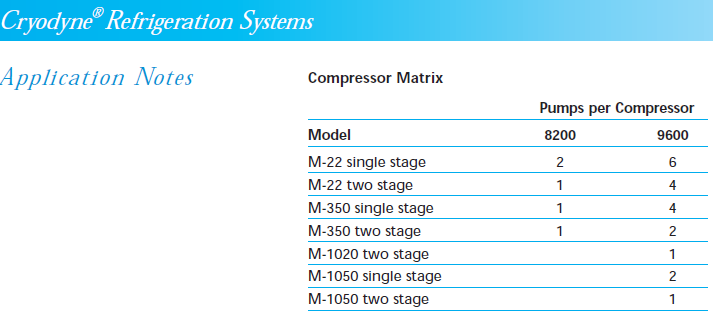 Cryodyne® Refrigeration Systems
Application Notes
Compressor Matrix
Pumps per Compressor
Model 8200 9600
M-22 single stage 2 6
M-22 two stage 1 4
M-350 single stage 1 4
M-350 two stage 1 2
M-1020 two stage 1
M-1050 single stage 2
M-1050 two stage 1